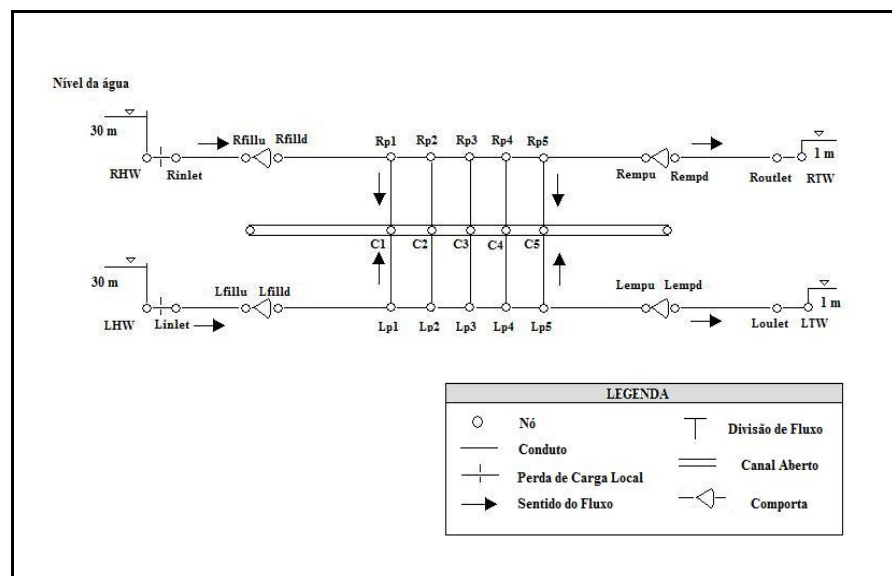 Nível da água
30 m
Rfillu Rfilld
Rp1 Rp2 Rp3 Rp4 Rp5
1 m
RHW Rinlet
Rempu Rempd Routlet RTW
C1 C2 C3 C4 C5
30 m
Lfillu Lfilld
Lempu Lempd
1 m
LHW Linlet
Lp1 Lp2 Lp3 Lp4 Lp5
Loulet LTW
LEGENDA
Nó
Divisão de Fluxo
Conduto
Canal Aberto
Perda de Carga Local
Sentido do Fluxo
Comporta